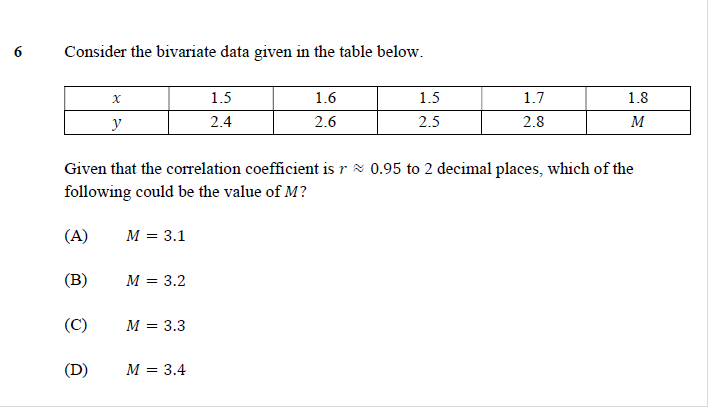 6 Consider the bivariate data given in the table below.
x 1.5 1.6 1.5 1.7 1.8
y 2.4 2.6 2.5 2.8 M
Given that the correlation coefficient is r ≈ 0.95 to 2 decimal places, which of the
following could be the value of M?
(A) M = 3.1
(B) M = 3.2
(C) M = 3.3
(D) M = 3.4